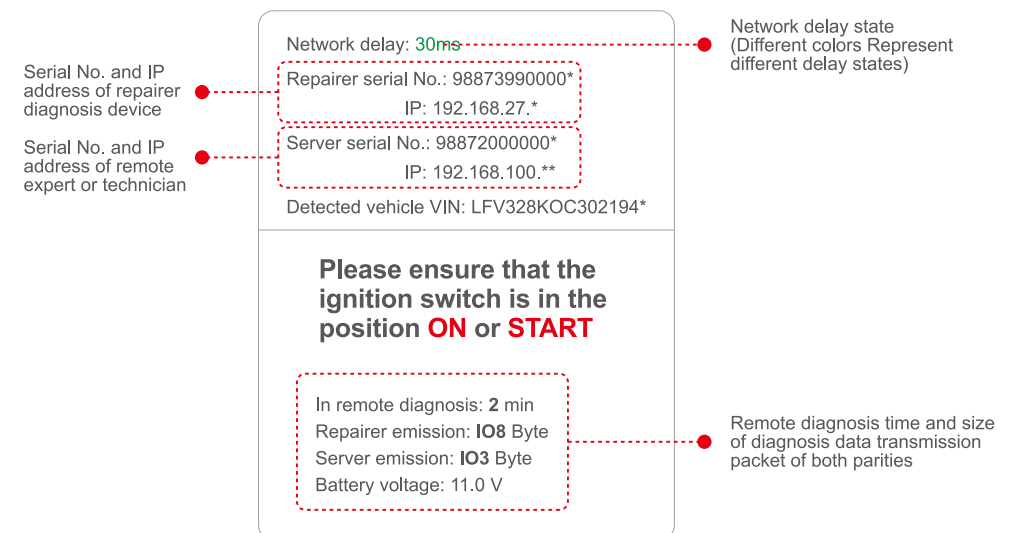 Network delay: 30ms
Network delay state
(Different colors Represent
different delay states)
Serial No. and IP
address of repairer
diagnosis device
Repairer serial No.: 98873990000*
IP: 192.168.27.*
Serial No. and IP
address of remote
expert or technician
Server serial No.: 98872000000*
IP: 192.168.100.**
Detected vehicle VIN: LFV328KOC302194*
Please ensure that the
ignition switch is in the
position ON or START
In remote diagnosis: 2 min
Repairer emission: IO8 Byte
Server emission: IO3 Byte
Battery voltage: 11.0 V
Remote diagnosis time and size
of diagnosis data transmission
packet of both parities